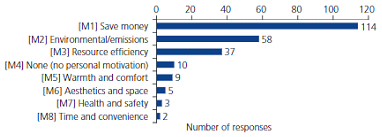 0 20 40 60 80 100 120
[M1] Save money 114
[M2] Environmental/emissions 58
[M3] Resource efficiency 37
[M4] None (no personal motivation) 10
[M5] Warmth and comfort 9
[M6] Aesthetics and space 5
[M7] Health and safety 3
[M8] Time and convenience 2
Number of responses